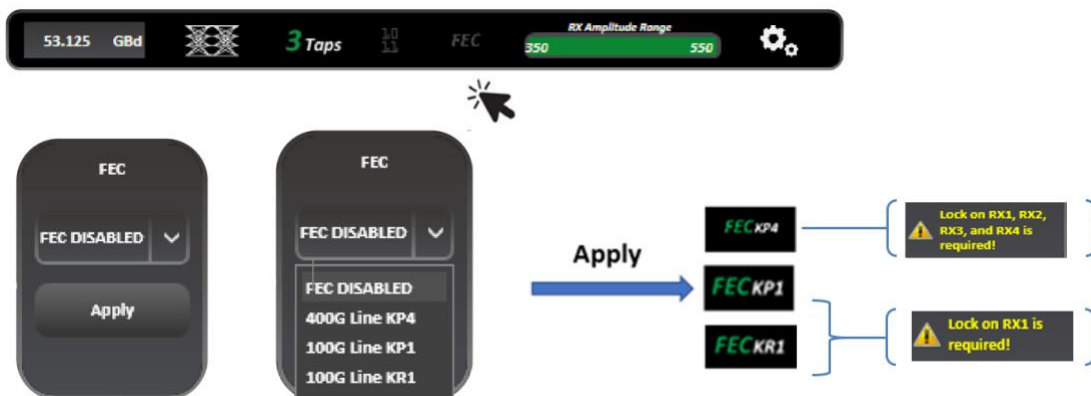 RX Amplitude Range
53.125 GBd
3 Taps
10
11
FEC
350
550
FEC
FEC DISABLED
Apply
FEC
FEC DISABLED
FEC DISABLED
400G Line KP4
100G Line KP1
100G Line KR1
Apply
FEC KP4
FEC KP1
FEC KR1
Lock on RX1, RX2,
RX3, and RX4 is
required!
Lock on RX1 is
required!